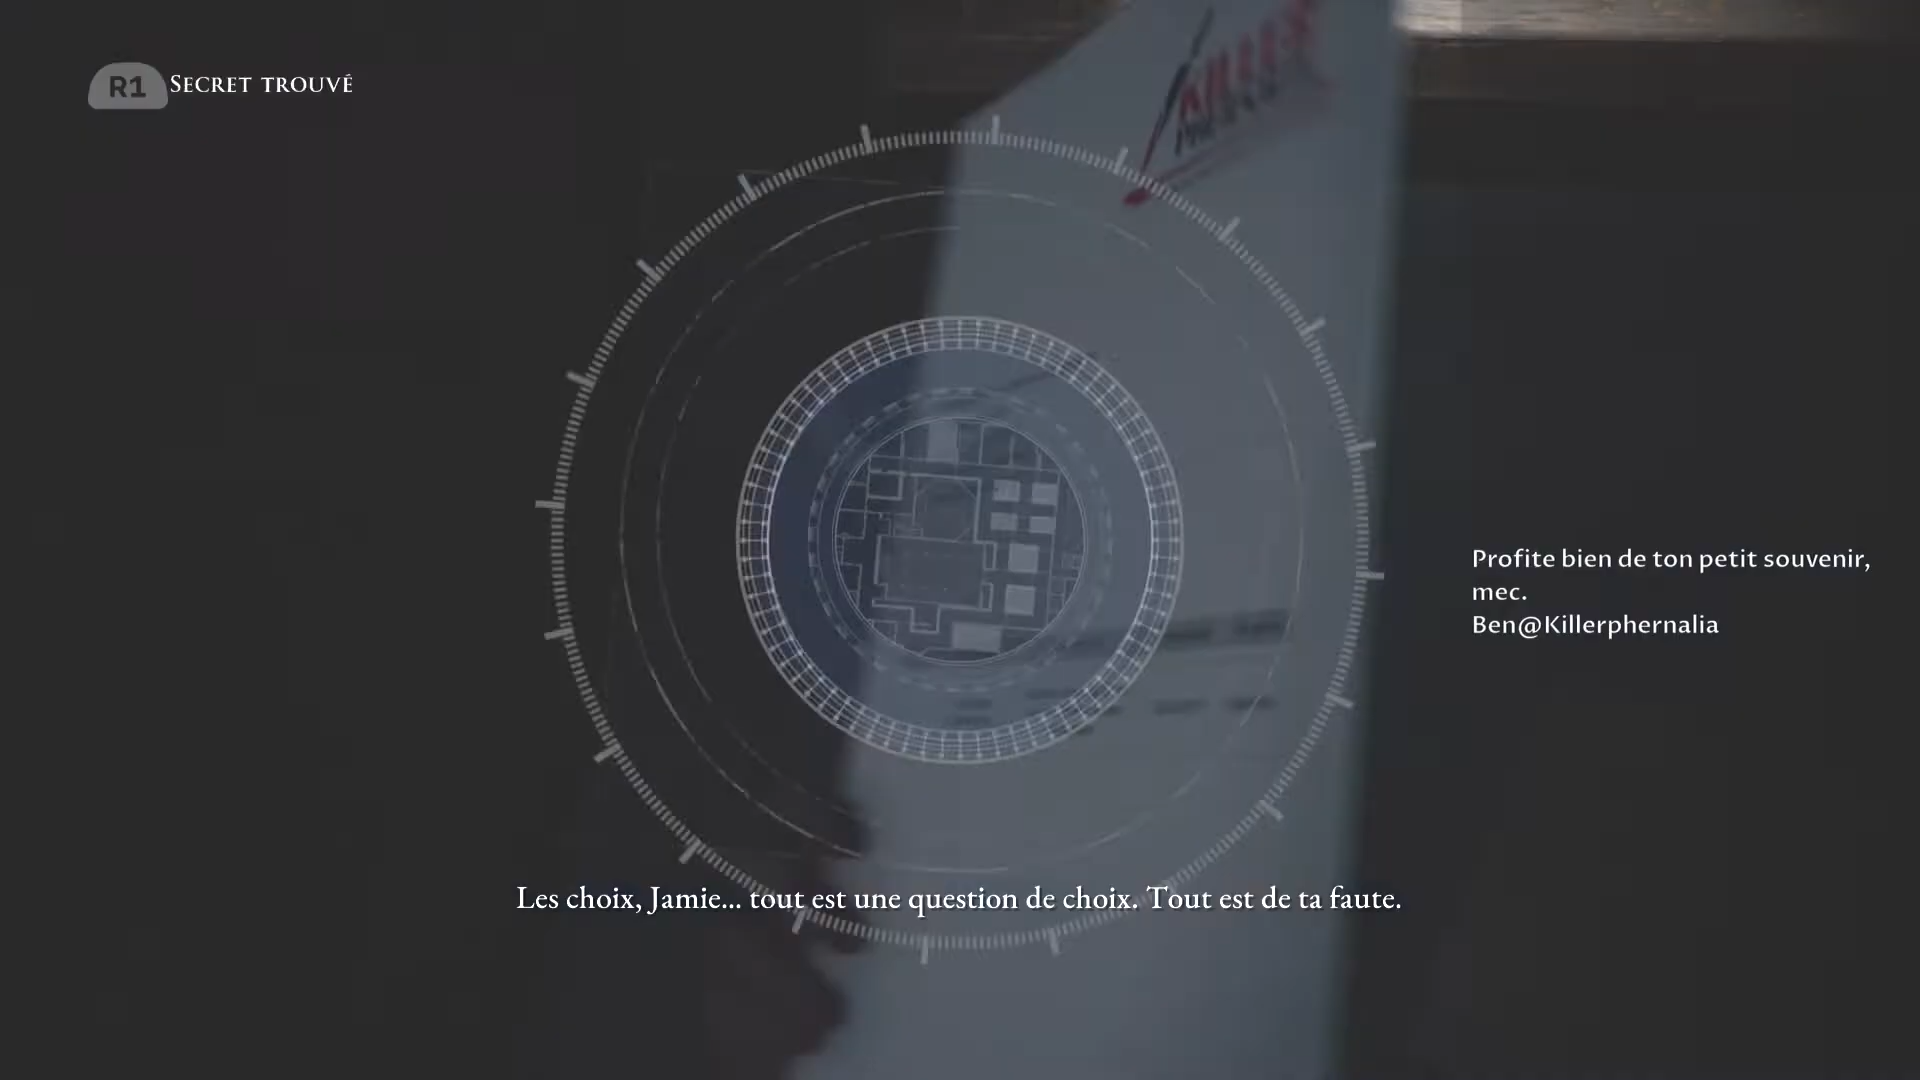 R1 Secret trouvé
Profite bien de ton petit souvenir,
mec.
Ben@Killerphernalia
Les choix, Jamie... tout est une question de choix. Tout est de ta faute.